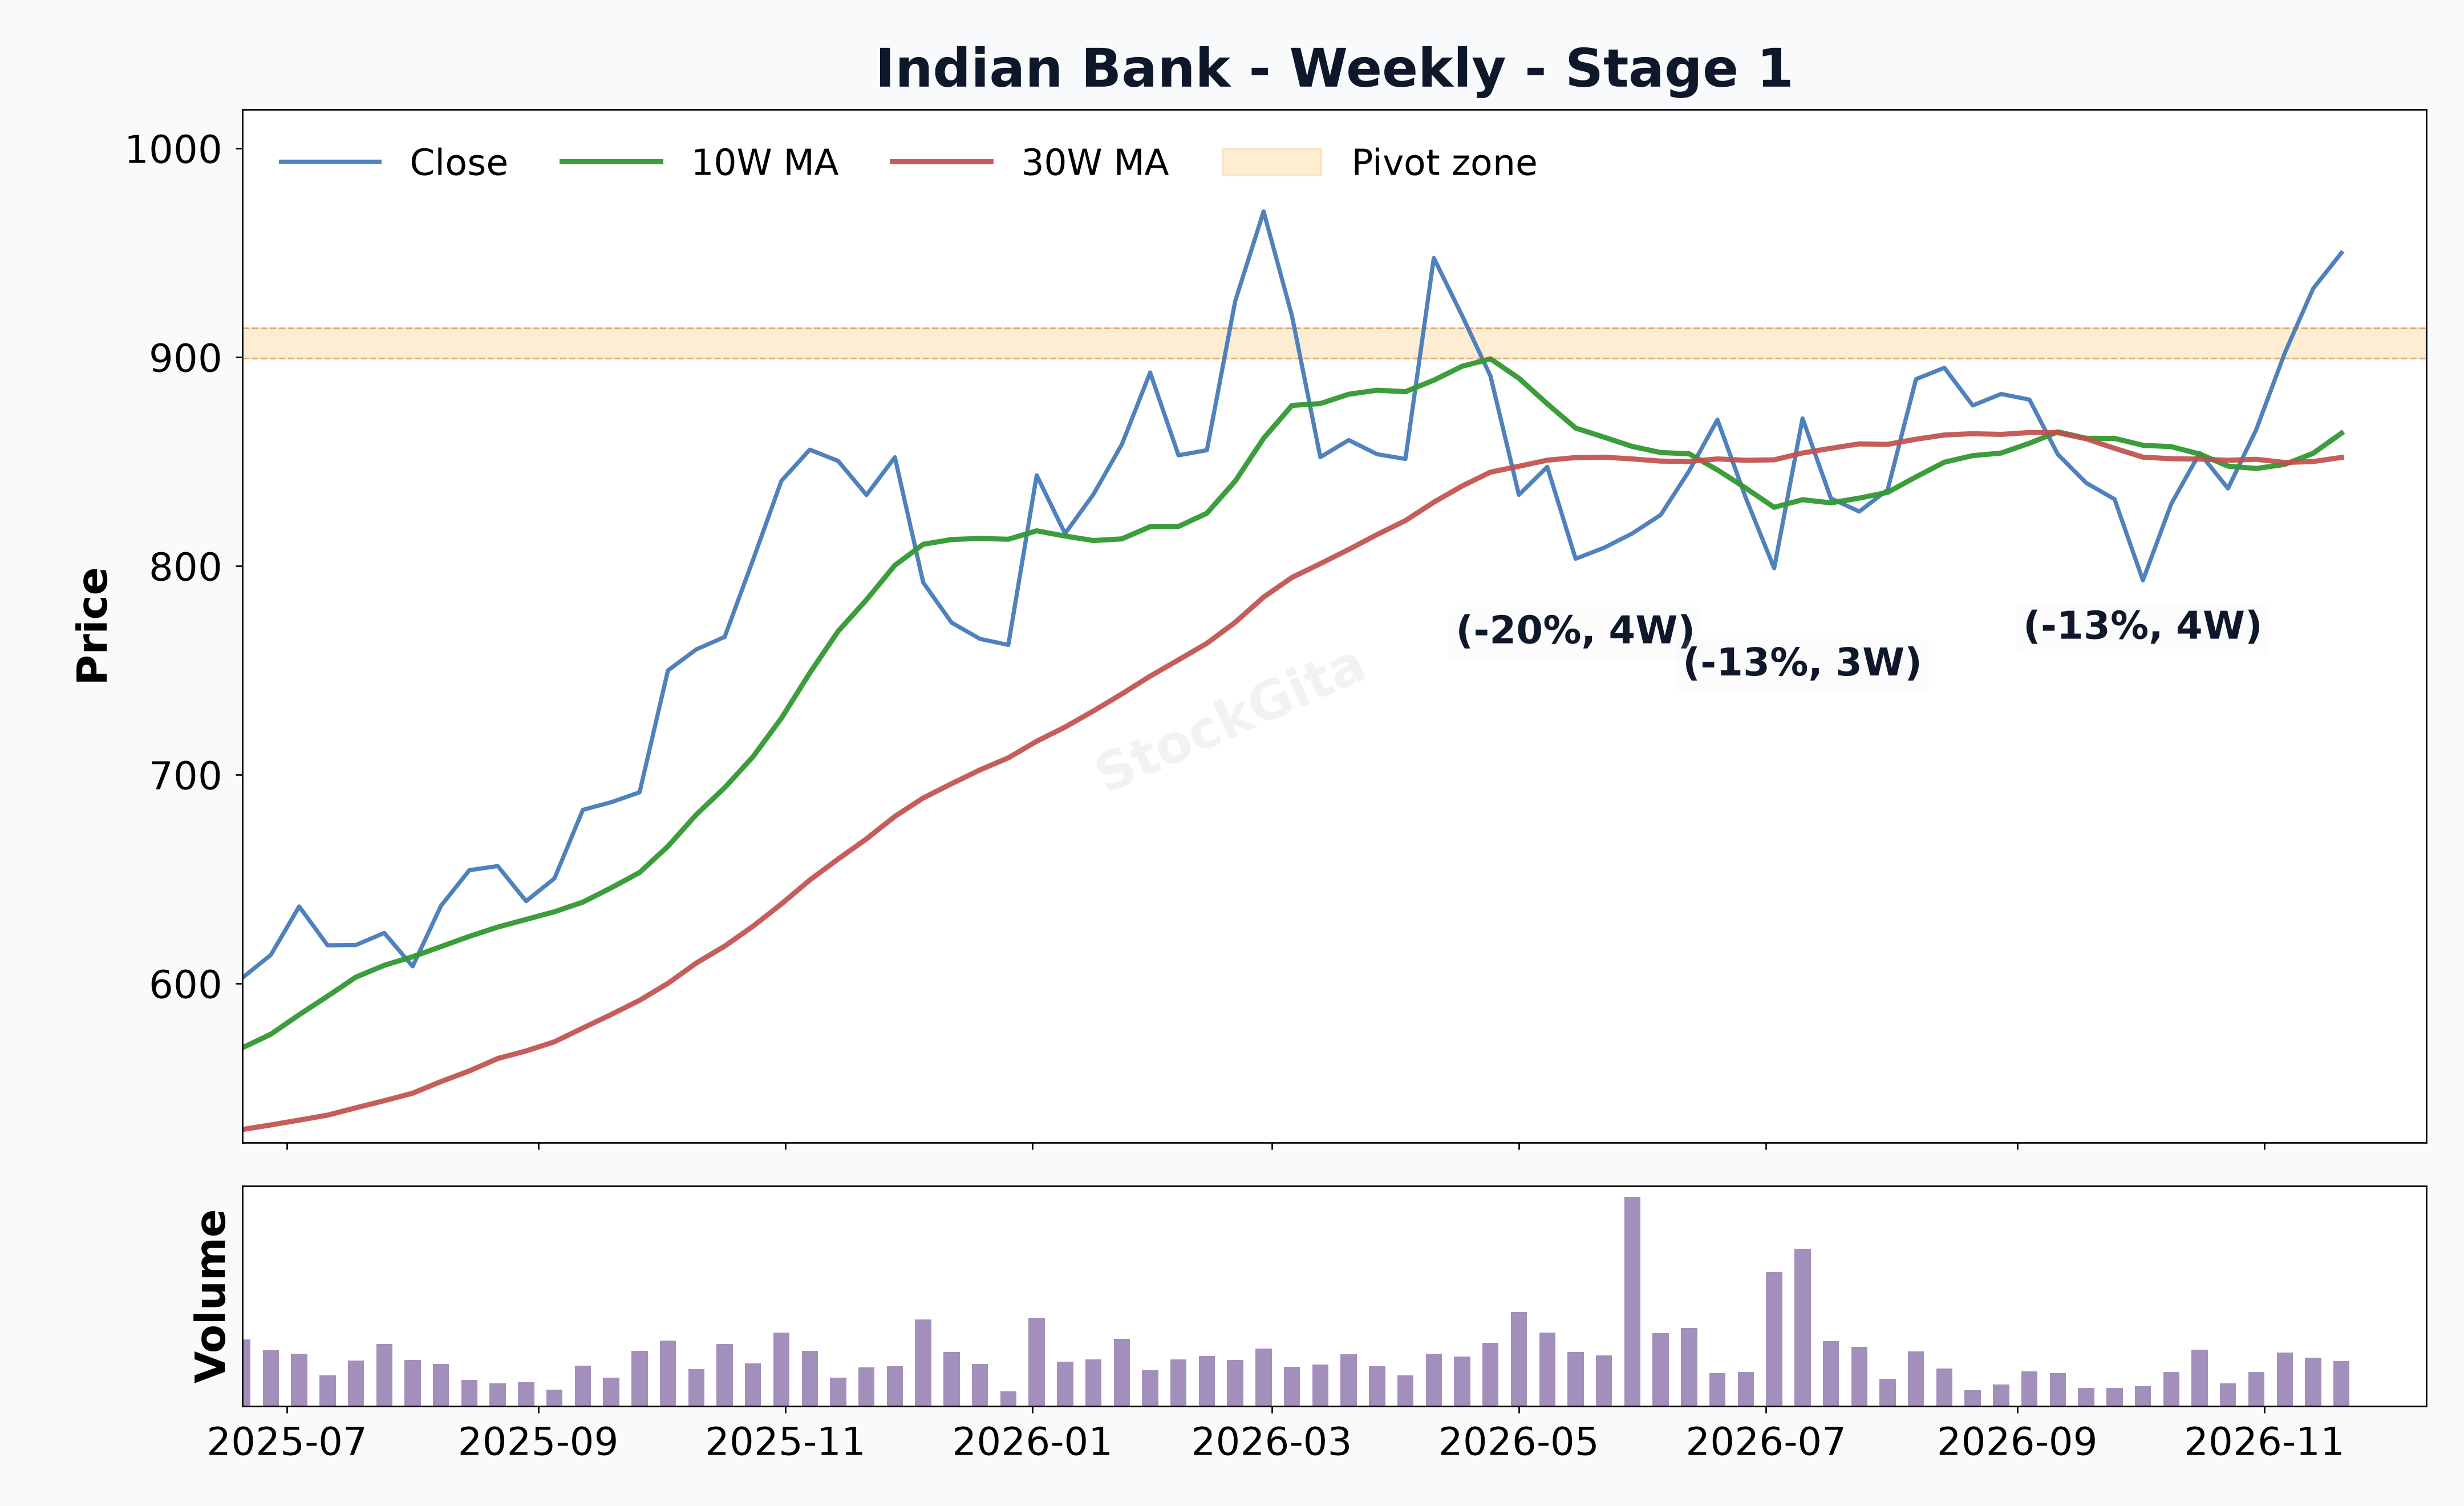 Indian Bank - Weekly - Stage 1
Close
10W MA
30W MA
Pivot zone
1000
900
800
700
600
Price
(-20%, 4W)
(-13%, 3W)
(-13%, 4W)
StockGita
Volume
2025-07
2025-09
2025-11
2026-01
2026-03
2026-05
2026-07
2026-09
2026-11